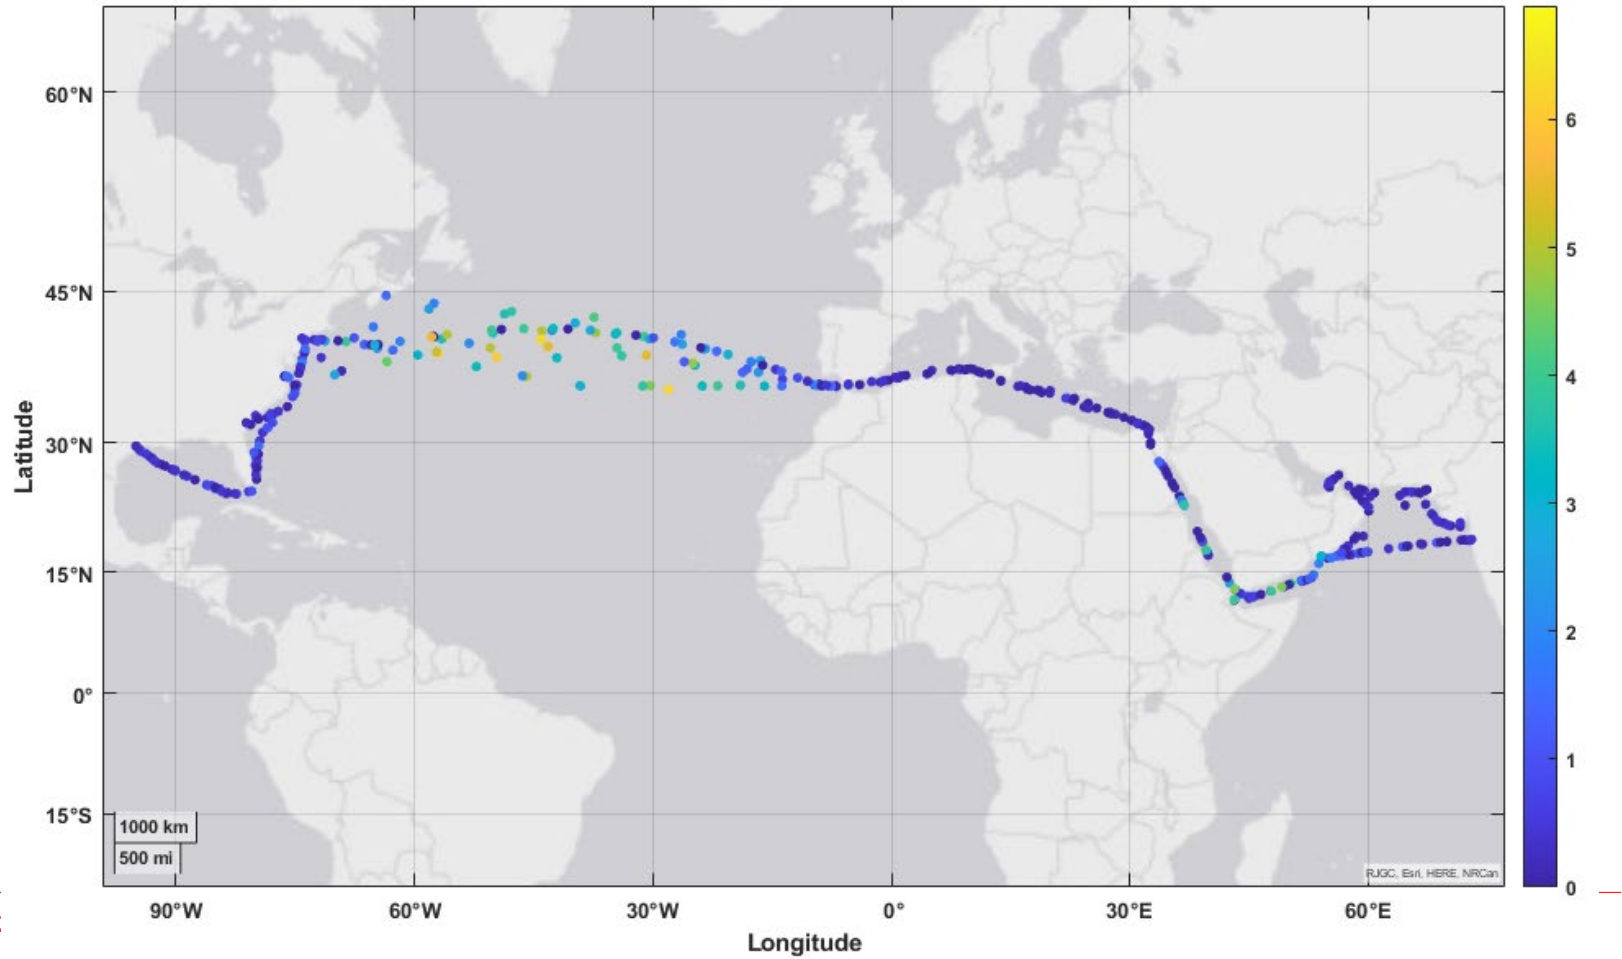 60°N
45°N
30°N
15°N
0°
15°S
Latitude
1000 km
500 mi
RJGC, Esri, HERE, NRCan
90°W
60°W
30°W
0°
30°E
60°E
Longitude
6
5
4
3
2
1
0